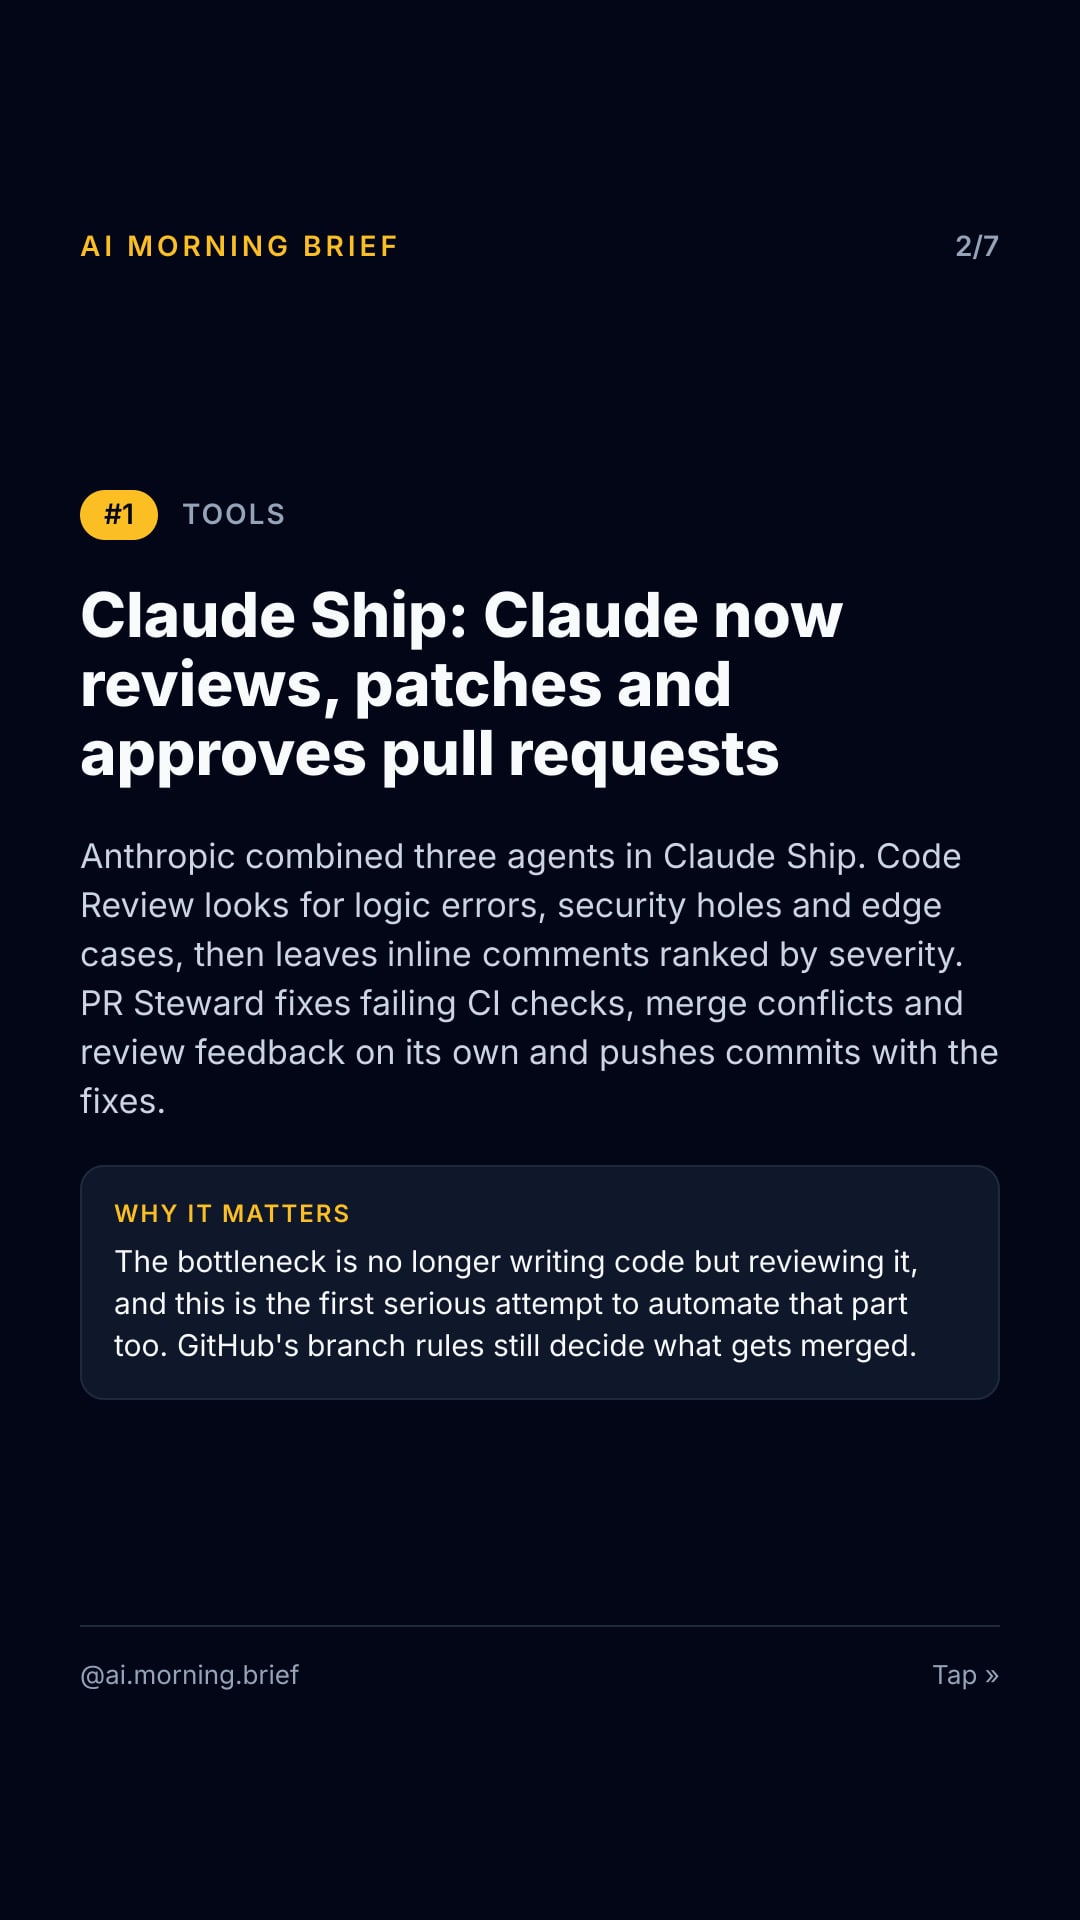 AI MORNING BRIEF
2/7
#1 TOOLS
Claude Ship: Claude now
reviews, patches and
approves pull requests
Anthropic combined three agents in Claude Ship. Code
Review looks for logic errors, security holes and edge
cases, then leaves inline comments ranked by severity.
PR Steward fixes failing CI checks, merge conflicts and
review feedback on its own and pushes commits with the
fixes.
WHY IT MATTERS
The bottleneck is no longer writing code but reviewing it,
and this is the first serious attempt to automate that part
too. GitHub's branch rules still decide what gets merged.
@ai.morning.brief
Tap »